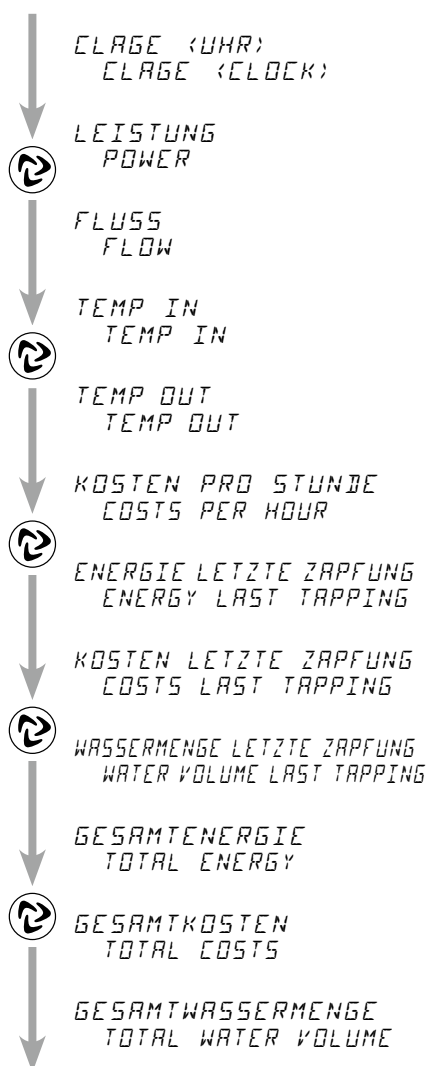 CLAGE (UHR)
CLAGE (CLOCK)
LEISTUNG
POWER
FLUSS
FLOW
TEMP IN
TEMP IN
TEMP OUT
TEMP OUT
KOSTEN PRO STUNDE
COSTS PER HOUR
ENERGIE LETZTE ZAPFUNG
ENERGY LAST TAPPING
KOSTEN LETZTE ZAPFUNG
COSTS LAST TAPPING
WASSERMENGE LETZTE ZAPFUNG
WATER VOLUME LAST TAPPING
GESAMTENERGIE
TOTAL ENERGY
GESAMTKOSTEN
TOTAL COSTS
GESAMTWASSERMENGE
TOTAL WATER VOLUME